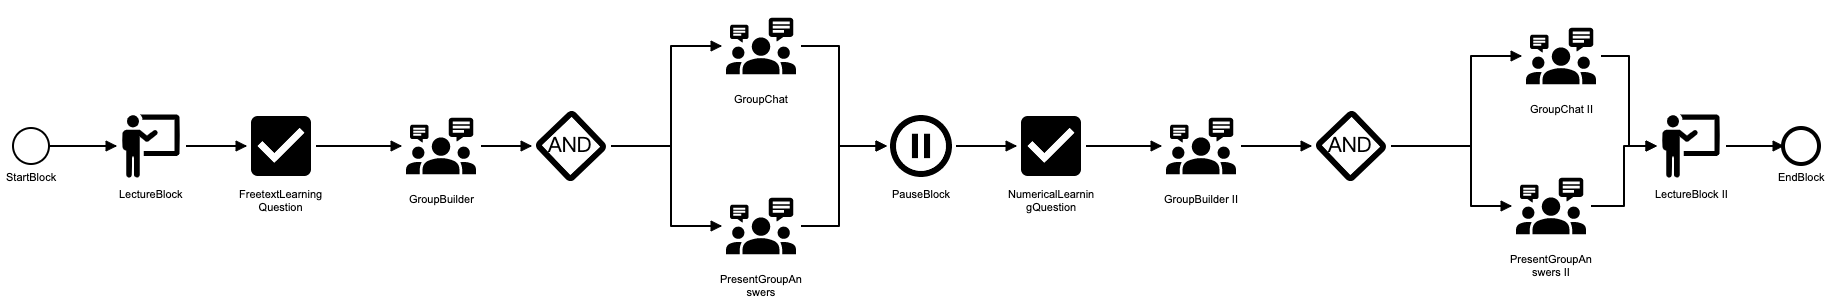 StartBlock
LectureBlock
FreetextLearning
Question
GroupBuilder
AND
GroupChat
PresentGroupAn
swers
PauseBlock
NumericalLearnin
gQuestion
GroupBuilder II
AND
GroupChat II
PresentGroupAn
swers II
LectureBlock II
EndBlock